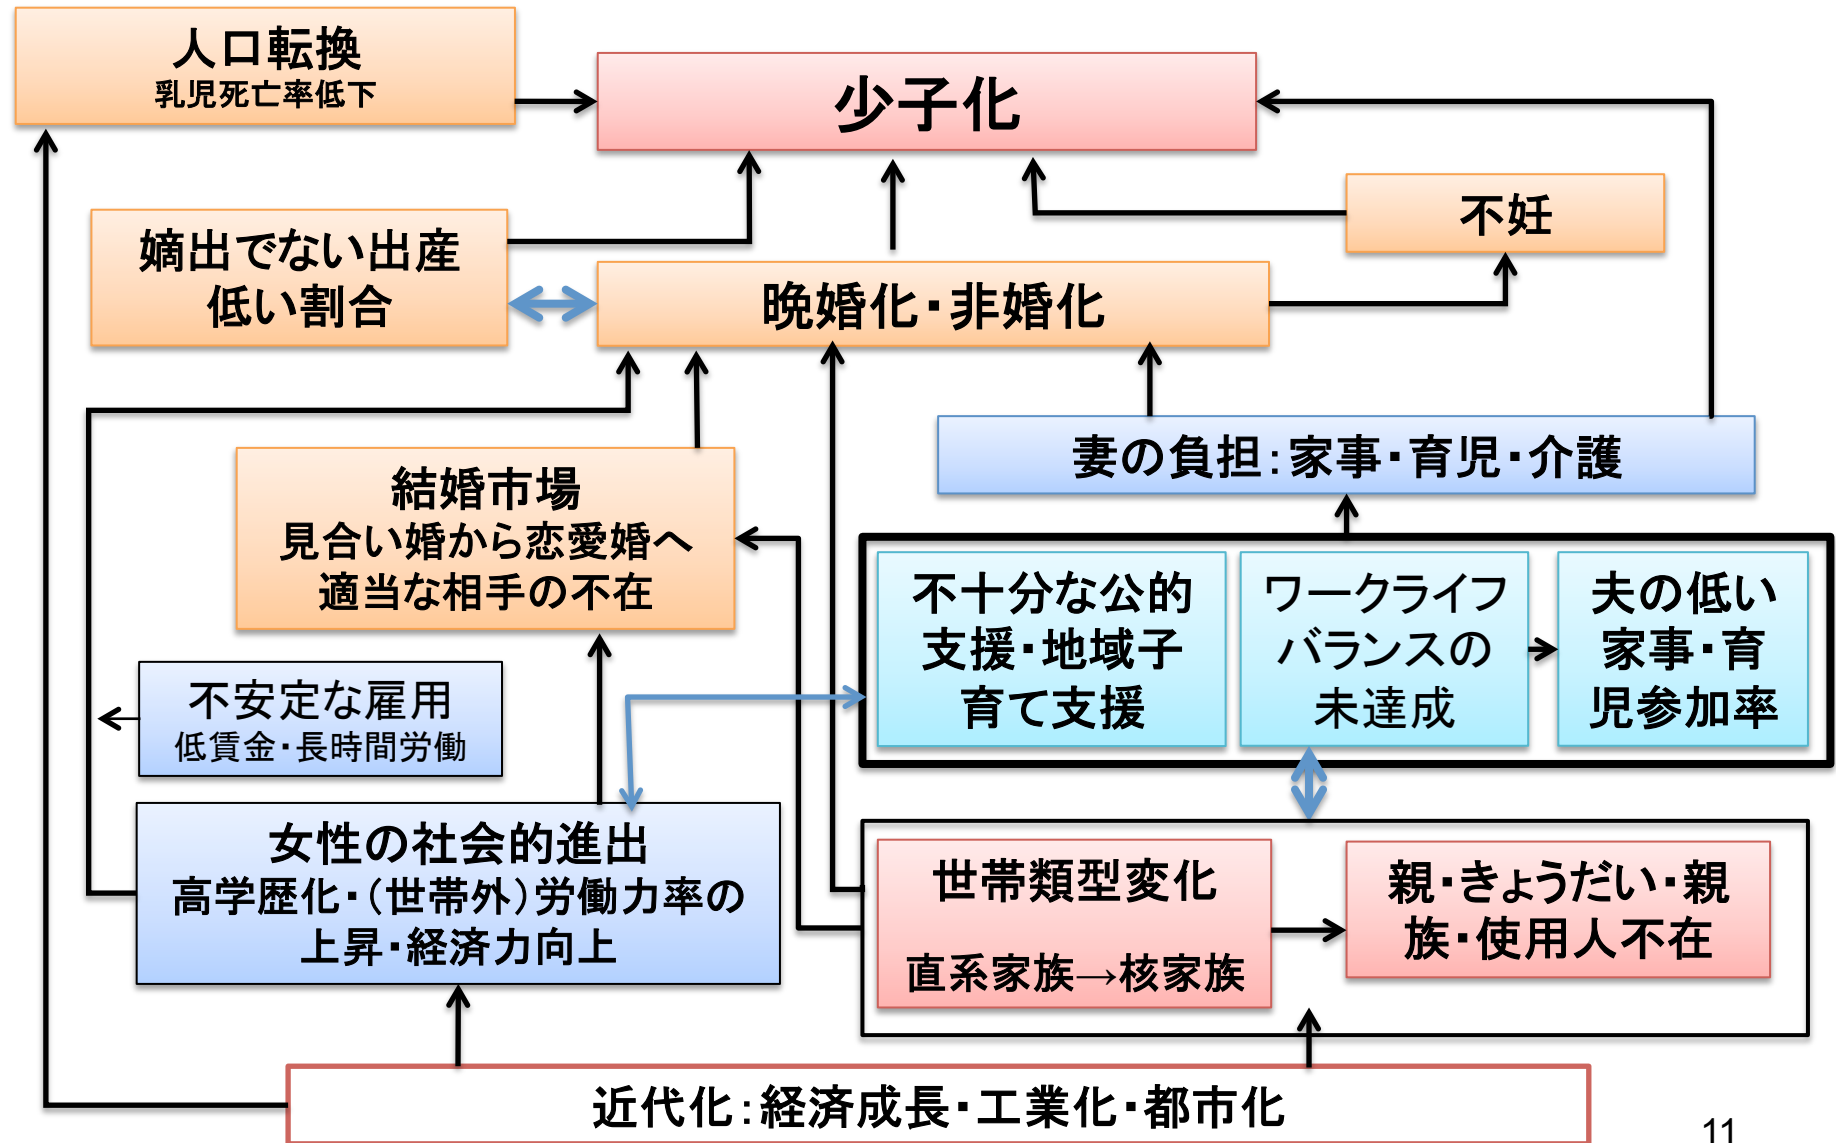 人口転換
乳児死亡率低下
少子化
不妊
嫡出でない出産
低い割合
晩婚化・非婚化
妻の負担：家事・育児・介護
結婚市場
見合い婚から恋愛婚へ
適当な相手の不在
不十分な公的
支援・地域子
育て支援
ワークライフ
バランスの
未達成
夫の低い
家事・育
児参加率
不安定な雇用
低賃金・長時間労働
女性の社会的進出
高学歴化・（世帯外）労働力率の
上昇・経済力向上
世帯類型変化
直系家族→核家族
親・きょうだい・親
族・使用人不在
近代化：経済成長・工業化・都市化
11